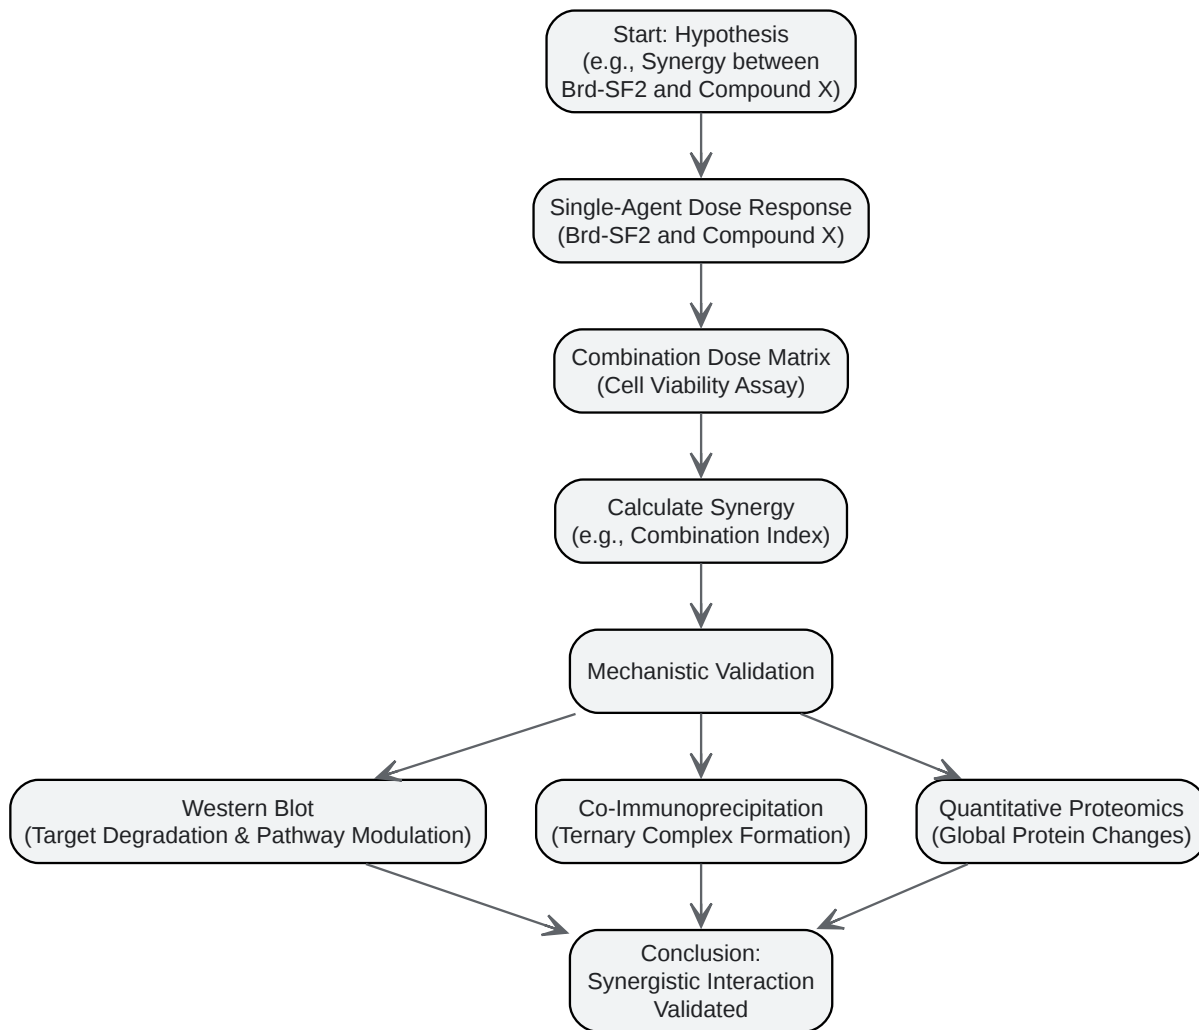 Start: Hypothesis
(e.g., Synergy between
Brd-SF2 and Compound X)
Single-Agent Dose Response
(Brd-SF2 and Compound X)
Combination Dose Matrix
(Cell Viability Assay)
Calculate Synergy
(e.g., Combination Index)
Mechanistic Validation
Western Blot
(Target Degradation & Pathway Modulation)
Co-Immunoprecipitation
(Ternary Complex Formation)
Quantitative Proteomics
(Global Protein Changes)
Conclusion:
Synergistic Interaction
Validated